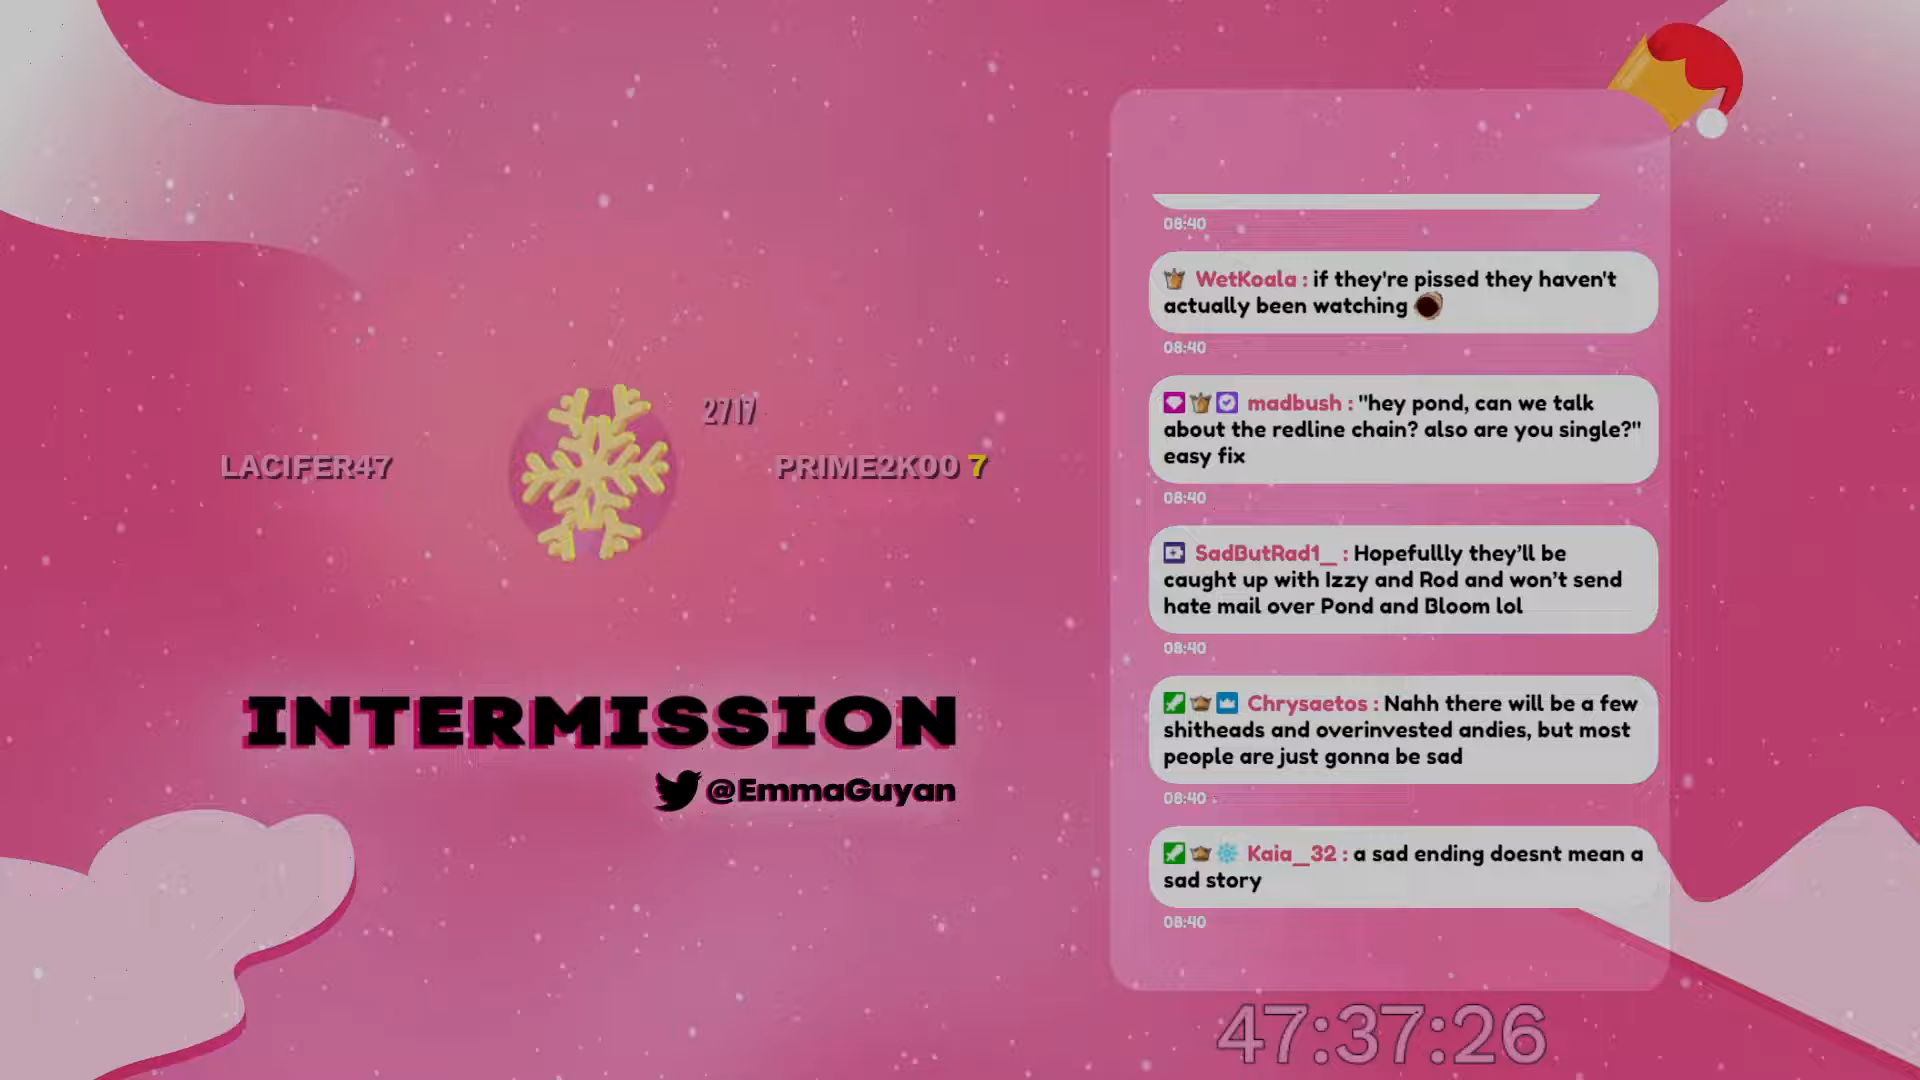 2717
LACIFER47
PRIME2K00 7
INTERMISSION
@EmmaGuyan
08:40
WetKoala : if they're pissed they haven't
actually been watching
08:40
madbush : "hey pond, can we talk
about the redline chain? also are you single?"
easy fix
08:40
SadButRad1_ : Hopefullly they’ll be
caught up with Izzy and Rod and won’t send
hate mail over Pond and Bloom lol
08:40
Chrysaetos : Nahh there will be a few
shitheads and overinvested andies, but most
people are just gonna be sad
08:40
Kaia_32 : a sad ending doesnt mean a
sad story
08:40
47:37:26